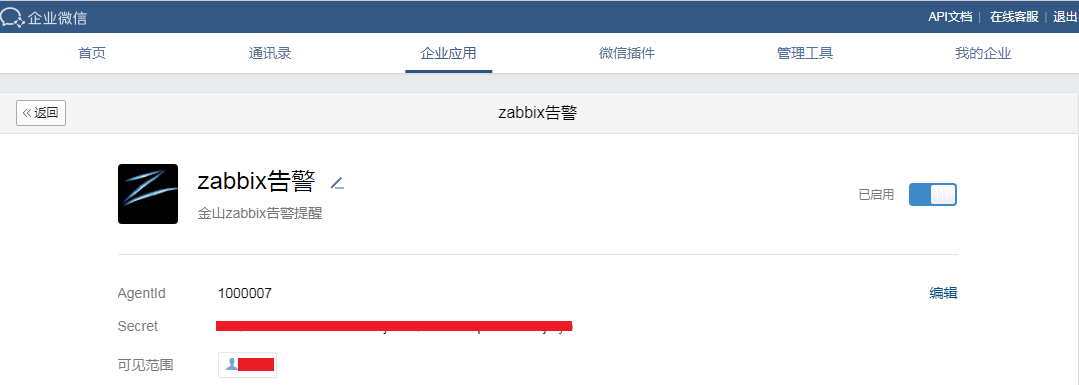 企业微信 API文档 | 在线客服 | 退出
首页 通讯录 企业应用 微信插件 管理工具 我的企业
« 返回 zabbix告警
zabbix告警
金山zabbix告警提醒
已启用
AgentId 1000007 编辑
Secret
可见范围